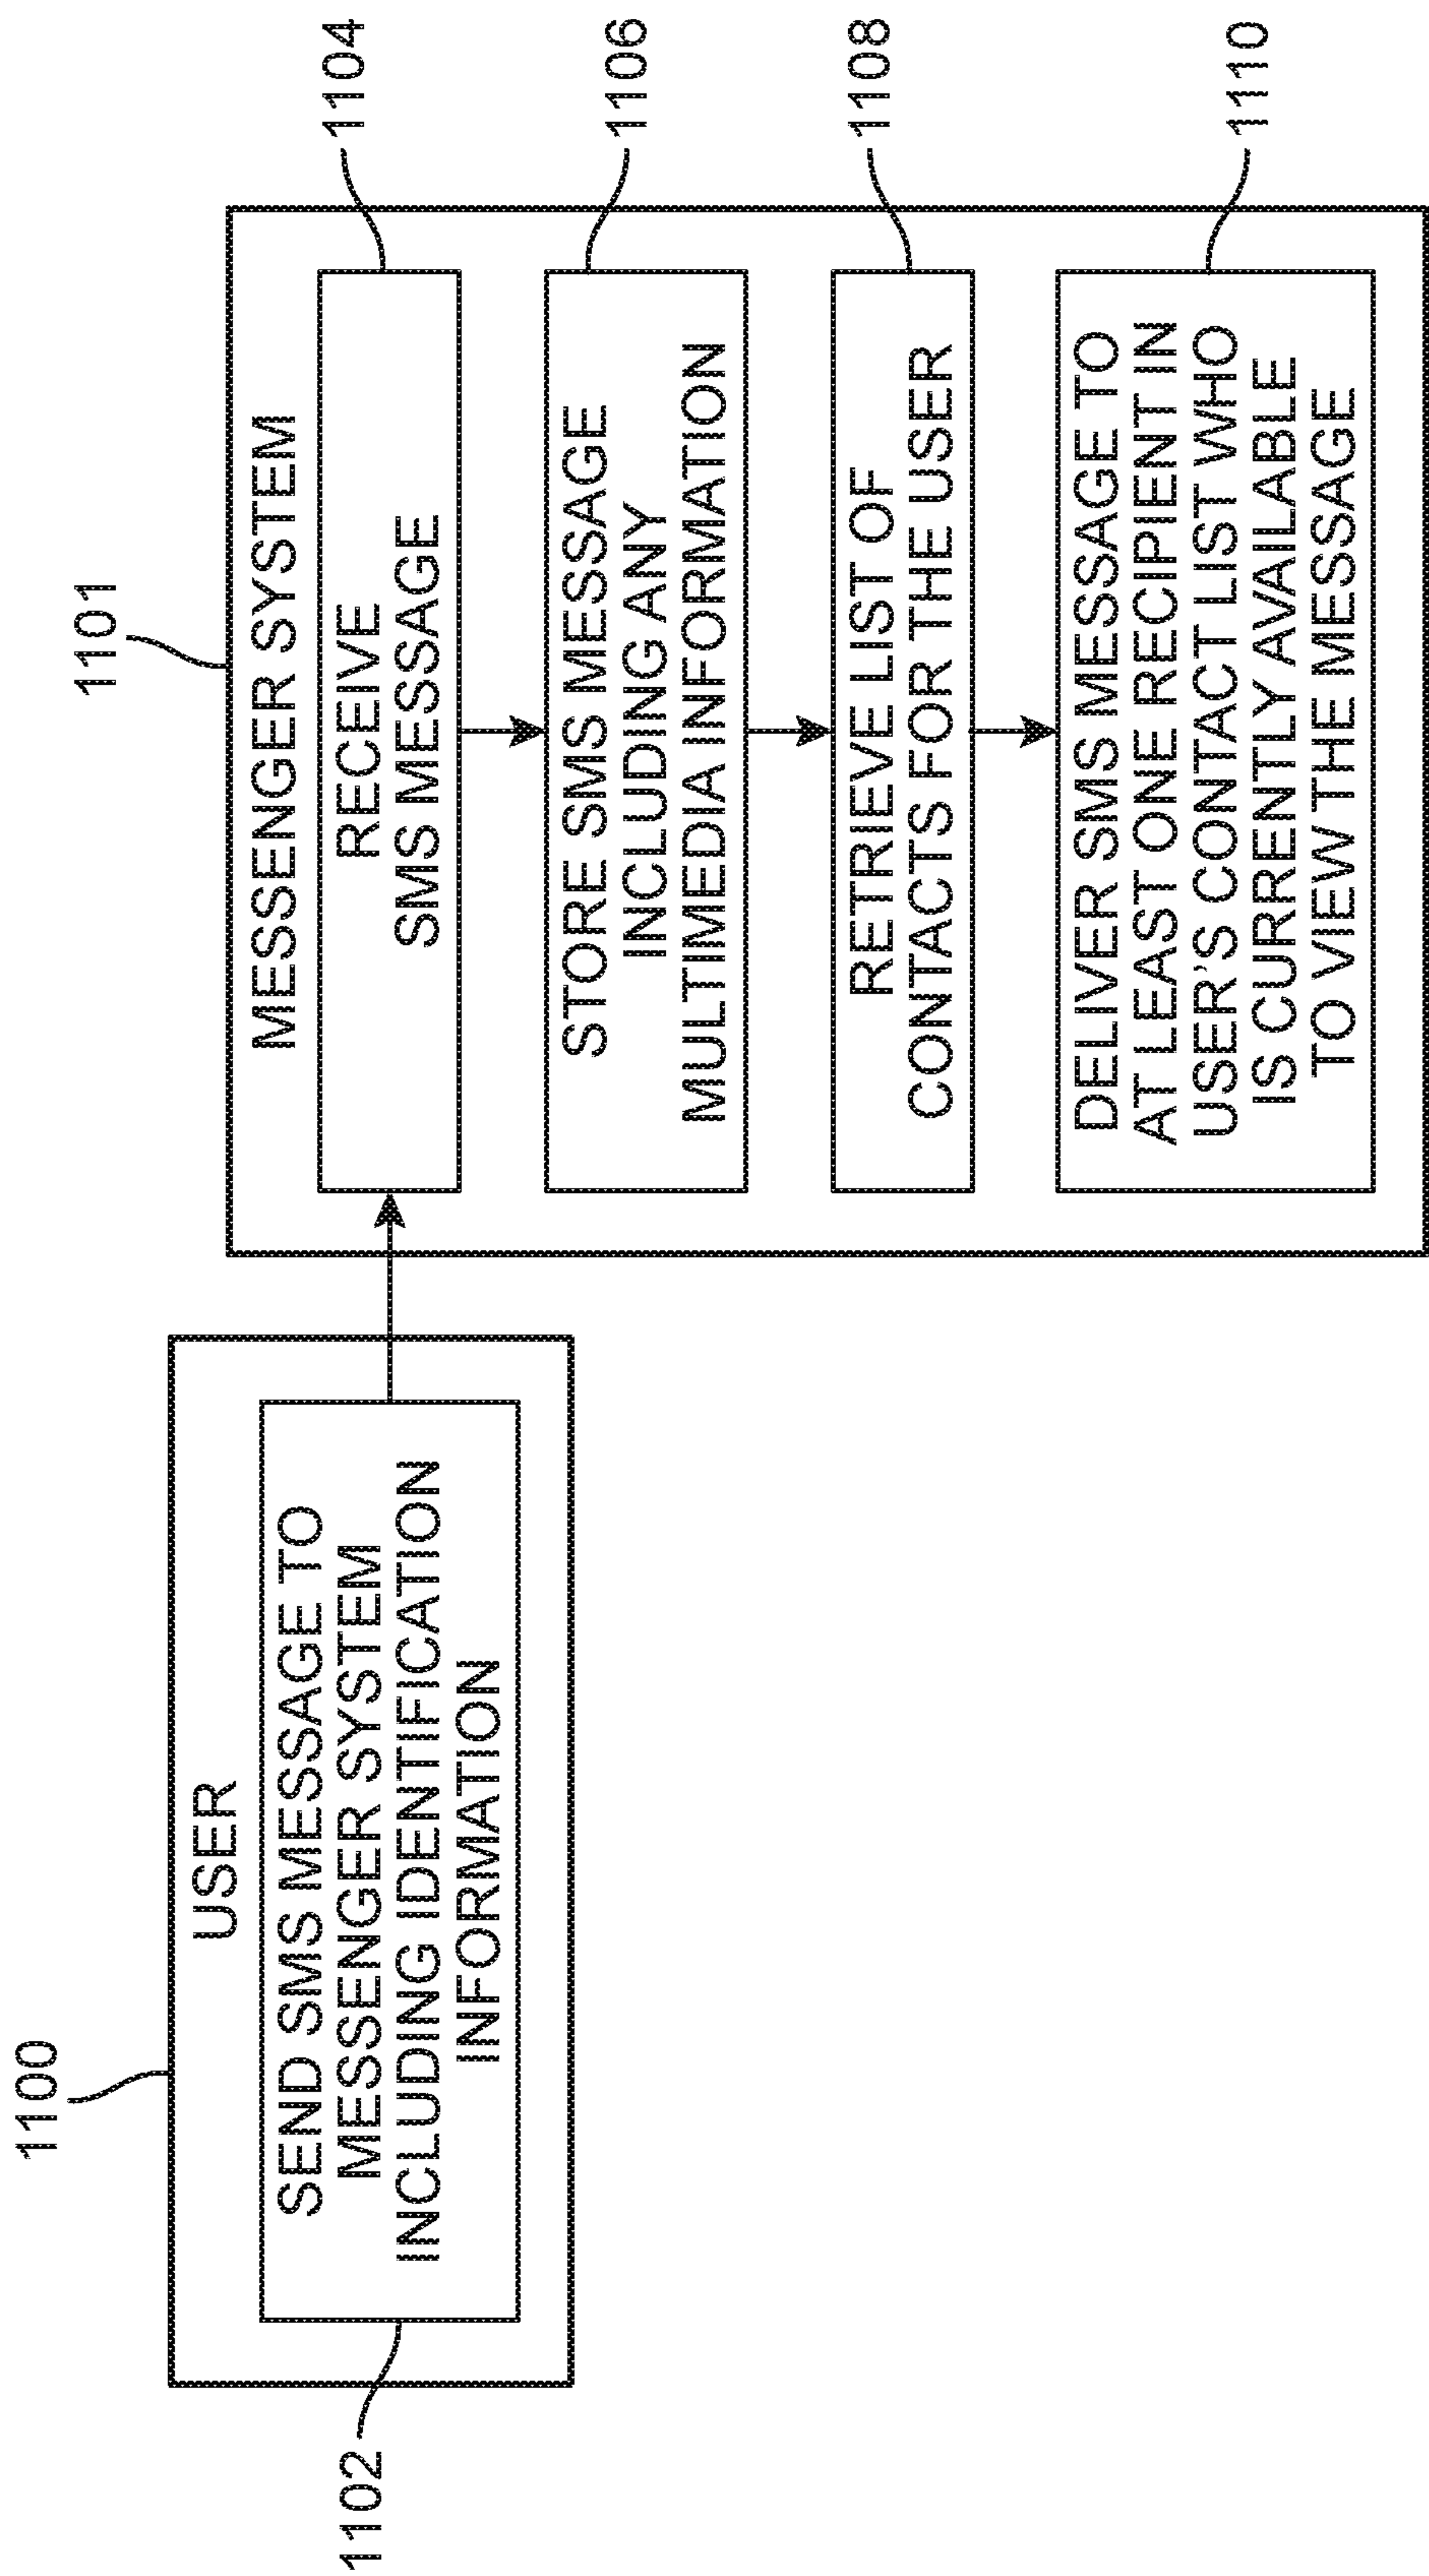 1100
USER
SEND SMS MESSAGE TO
MESSENGER SYSTEM
INCLUDING IDENTIFICATION
INFORMATION
1102
1101
MESSENGER SYSTEM
RECEIVE
SMS MESSAGE
1104
STORE SMS MESSAGE
INCLUDING ANY
MULTIMEDIA INFORMATION
1106
RETRIEVE LIST OF
CONTACTS FOR THE USER
1108
DELIVER SMS MESSAGE TO
AT LEAST ONE RECIPIENT IN
USER'S CONTACT LIST WHO
IS CURRENTLY AVAILABLE
TO VIEW THE MESSAGE
1110